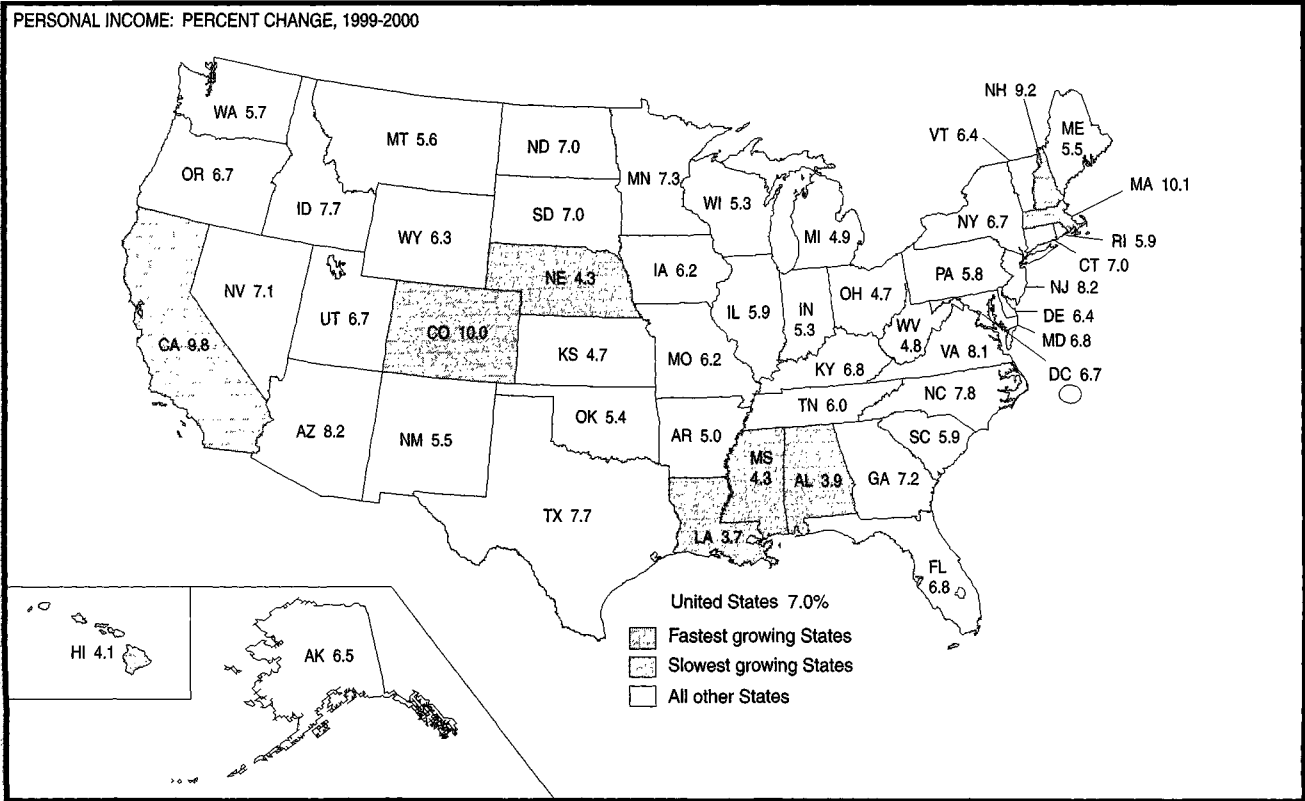 PERSONAL INCOME: PERCENT CHANGE, 1999-2000
WA 5.7
MT 5.6
ND 7.0
MN 7.3
OR 6.7
ID 7.7
WY 6.3
SD 7.0
WI 5.3
MI 4.9
NH 9.2
VT 6.4
ME
5.5
MA 10.1
NY 6.7
RI 5.9
CT 7.0
NJ 8.2
PA 5.8
DE 6.4
MD 6.8
DC 6.7
NE 4.3
IA 6.2
NV 7.1
UT 6.7
CO 10.0
CA 9.8
KS 4.7
MO 6.2
IL 5.9
IN
5.3
OH 4.7
WV
4.8
VA 8.1
KY 6.8
NC 7.8
TN 6.0
SC 5.9
AZ 8.2
NM 5.5
OK 5.4
AR 5.0
MS
4.3
AL 3.9
GA 7.2
TX 7.7
LA 3.7
FL
6.8
HI 4.1
AK 6.5
United States 7.0%
Fastest growing States
Slowest growing States
All other States